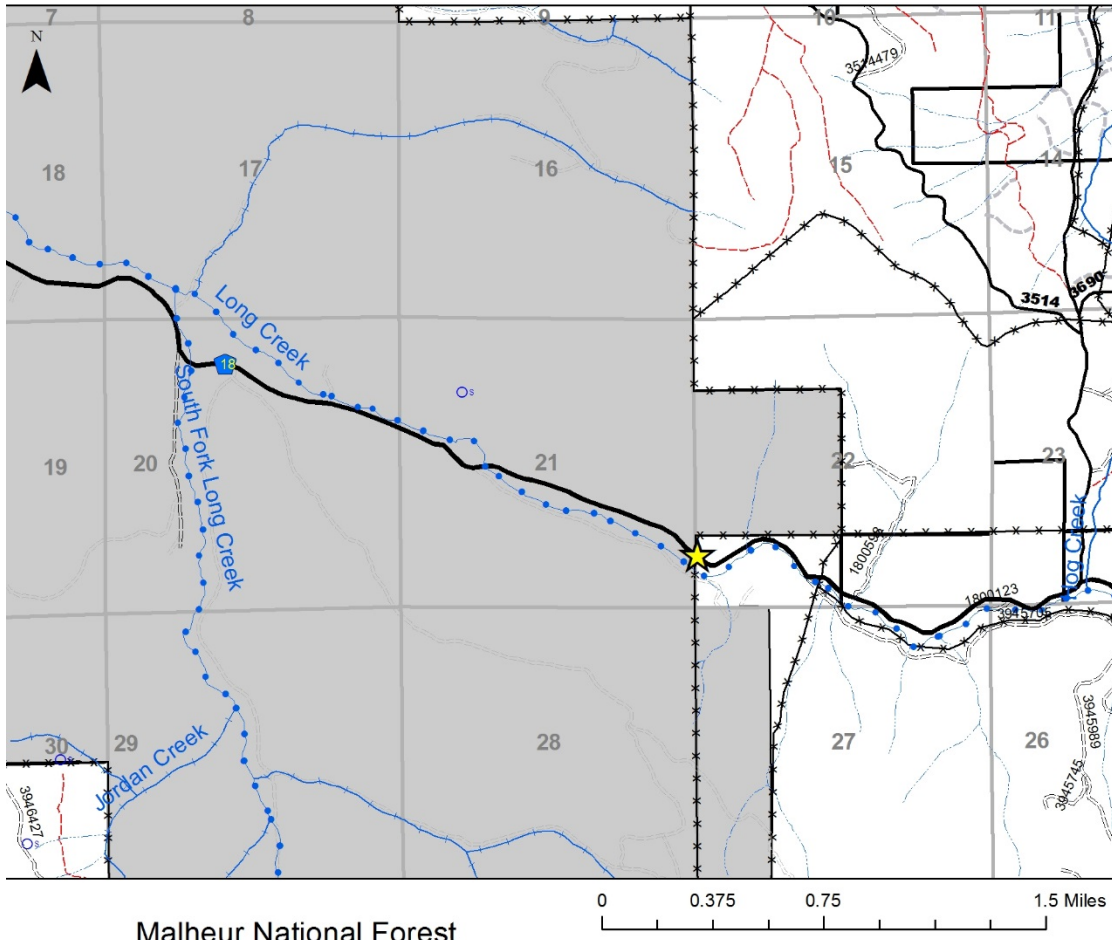 7 8 9 10 11
N
3514479
17 16 15 14
18
3514 3690
Long Creek
18
S
South Fork Long Creek
19 20 21 22 23
Hog Creek
1800598
1800123
3945705
30 29 28 27 26
Jordan Creek
S
3946427
S
3945989
3945745
0 0.375 0.75 1.5 Miles
Malheur National Forest